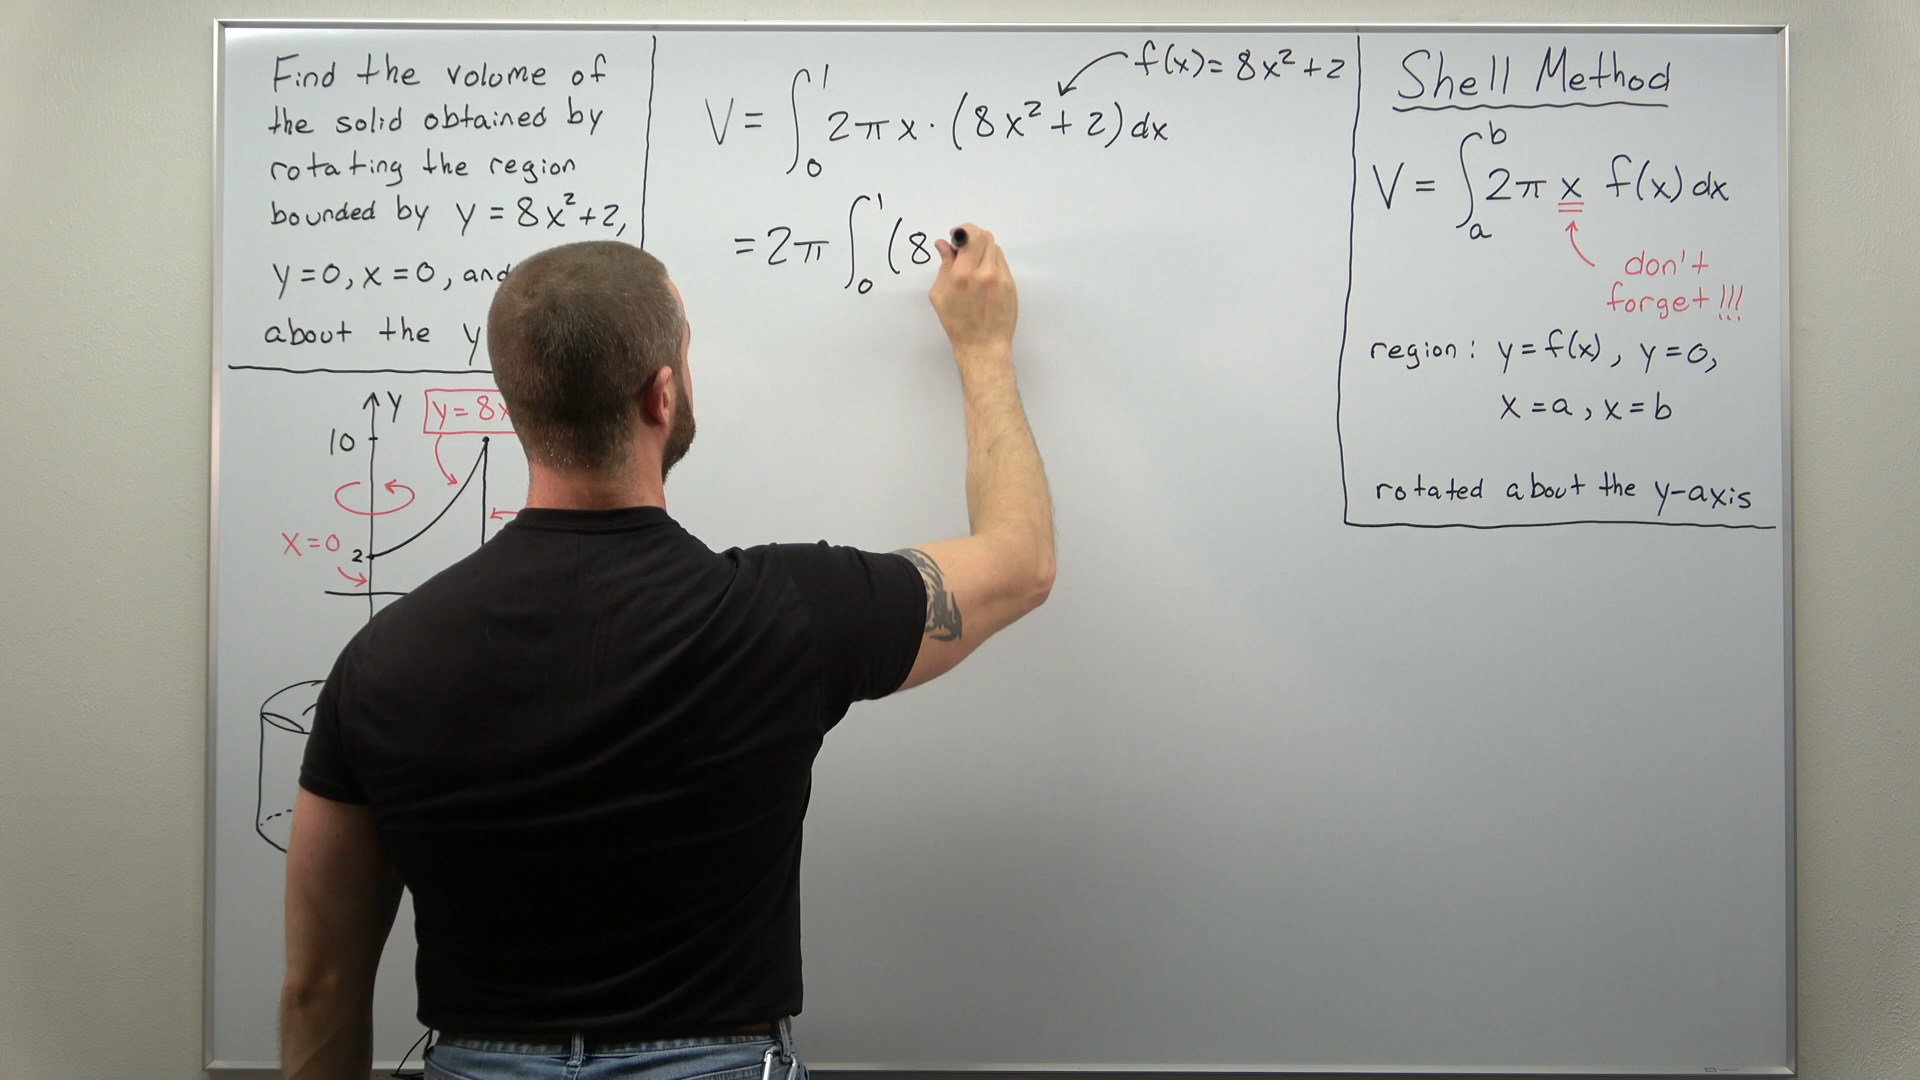 Find the volume of
the solid obtained by
rotating the region
bounded by y = 8x²+2,
y=0, x=0, and
about the y
y = 8x
y
10
x=0
2
V = ∫₀¹ 2πx·(8x²+2)dx
f(x)= 8x²+2
= 2π ∫₀¹ (8
Shell Method
V = ∫ₐᵇ 2π x f(x) dx
don't
forget!!!
region: y=f(x), y=0,
x=a, x=b
rotated about the y-axis